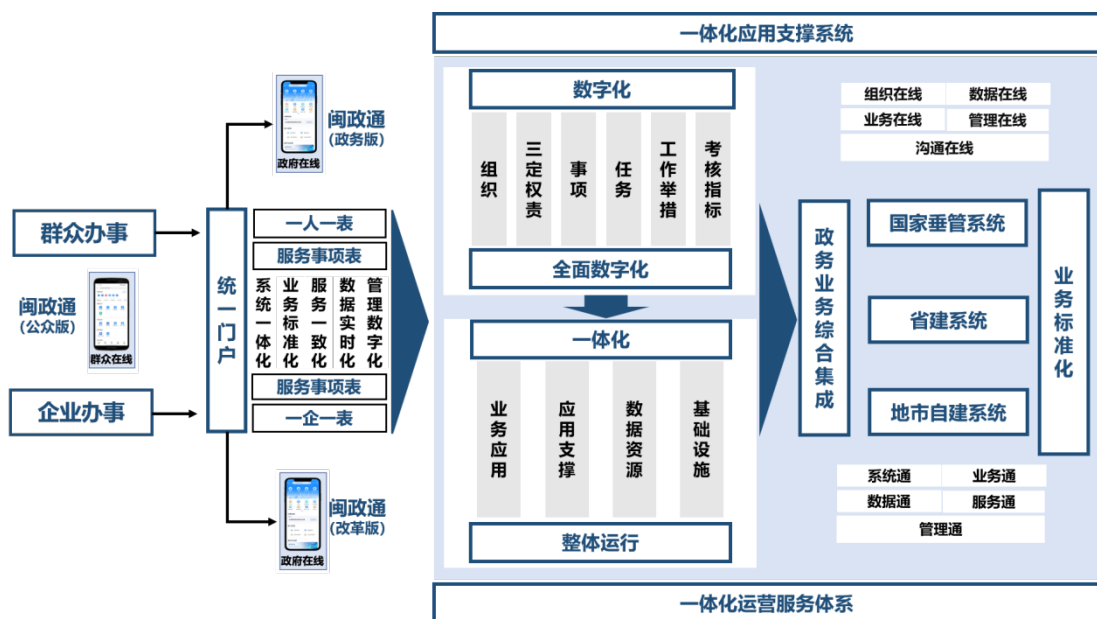 一体化应用支撑系统
闽政通
(政务版)
政府在线
群众办事
闽政通
(公众版)
群众在线
企业办事
统一门户
一人一表
服务事项表
系统一体化
业务标准化
服务一致化
数据实时化
管理数字化
服务事项表
一企一表
闽政通
(改革版)
政府在线
数字化
组织
三定权责
事项
任务
工作举措
考核指标
全面数字化
一体化
业务应用
应用支撑
数据资源
基础设施
整体运行
组织在线 数据在线
业务在线 管理在线
沟通在线
政务业务综合集成
国家垂管系统
省建系统
地市自建系统
业务标准化
系统通 业务通
数据通 服务通
管理通
一体化运营服务体系